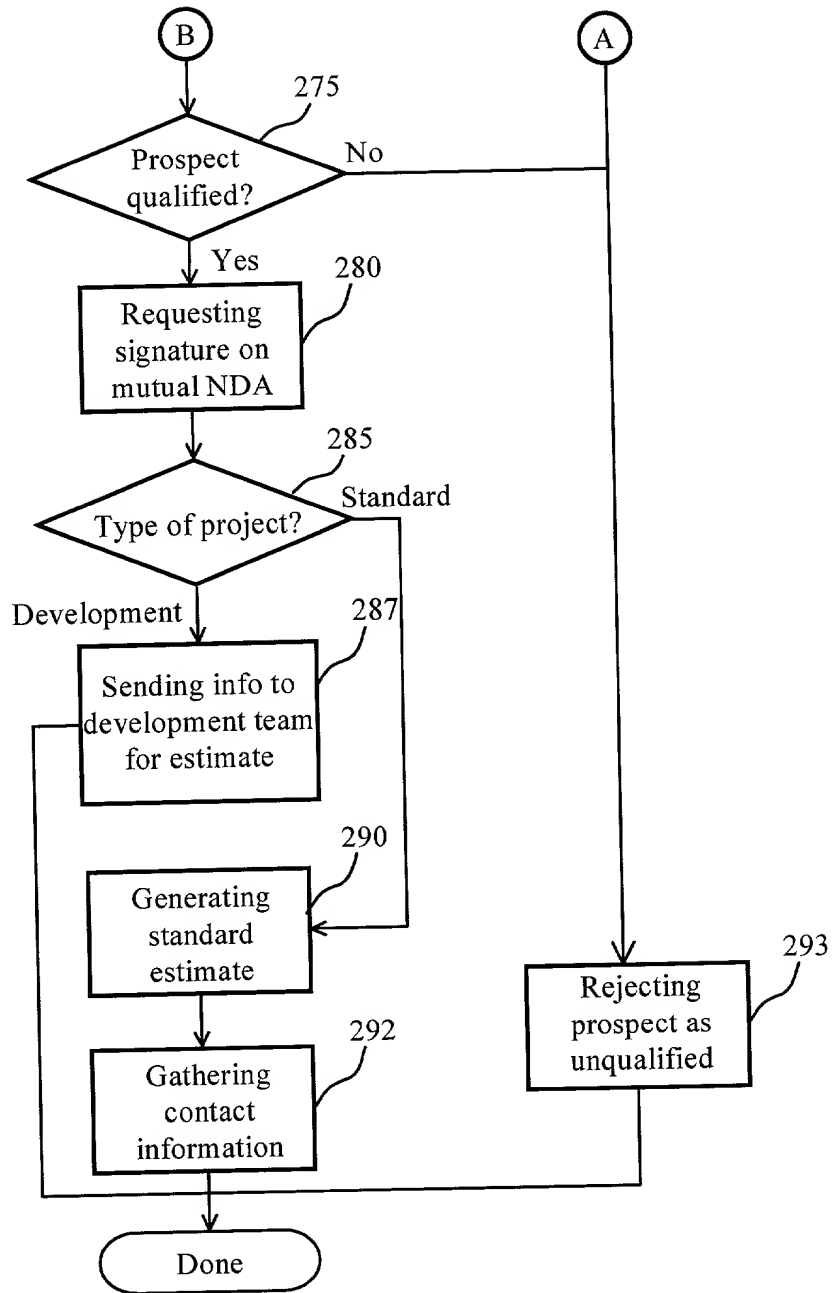 B
A
275
Prospect
qualified?
No
Yes
280
Requesting
signature on
mutual NDA
285
Standard
Type of project?
Development
287
Sending info to
development team
for estimate
290
Generating
standard
estimate
293
Rejecting
prospect as
unqualified
292
Gathering
contact
information
Done